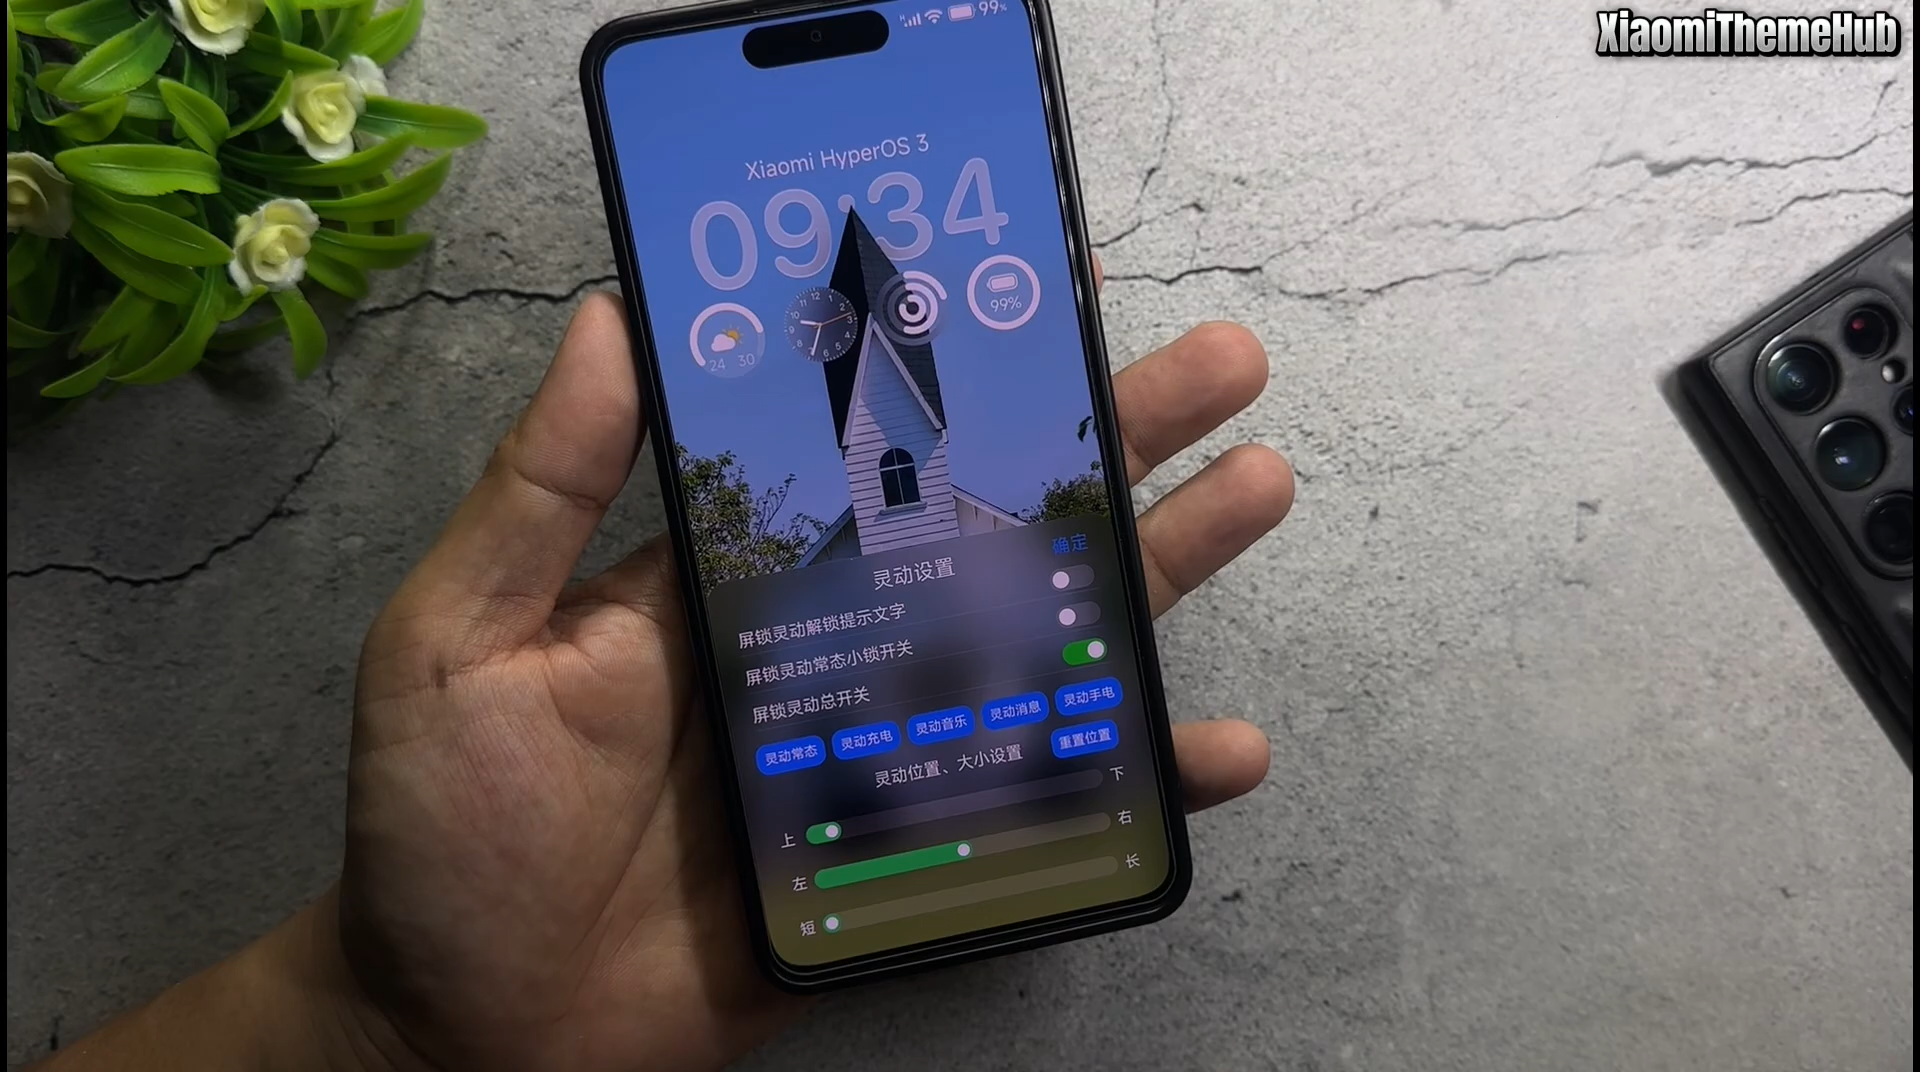 XiaomiThemeHub
99%
Xiaomi HyperOS 3
09:34
24 30
99%
确定
灵动设置
屏锁灵动解锁提示文字
屏锁灵动常态小锁开关
屏锁灵动总开关
灵动常态 灵动充电 灵动音乐 灵动消息 灵动手电
灵动位置、大小设置 重置位置
上 下
左 右
短 长